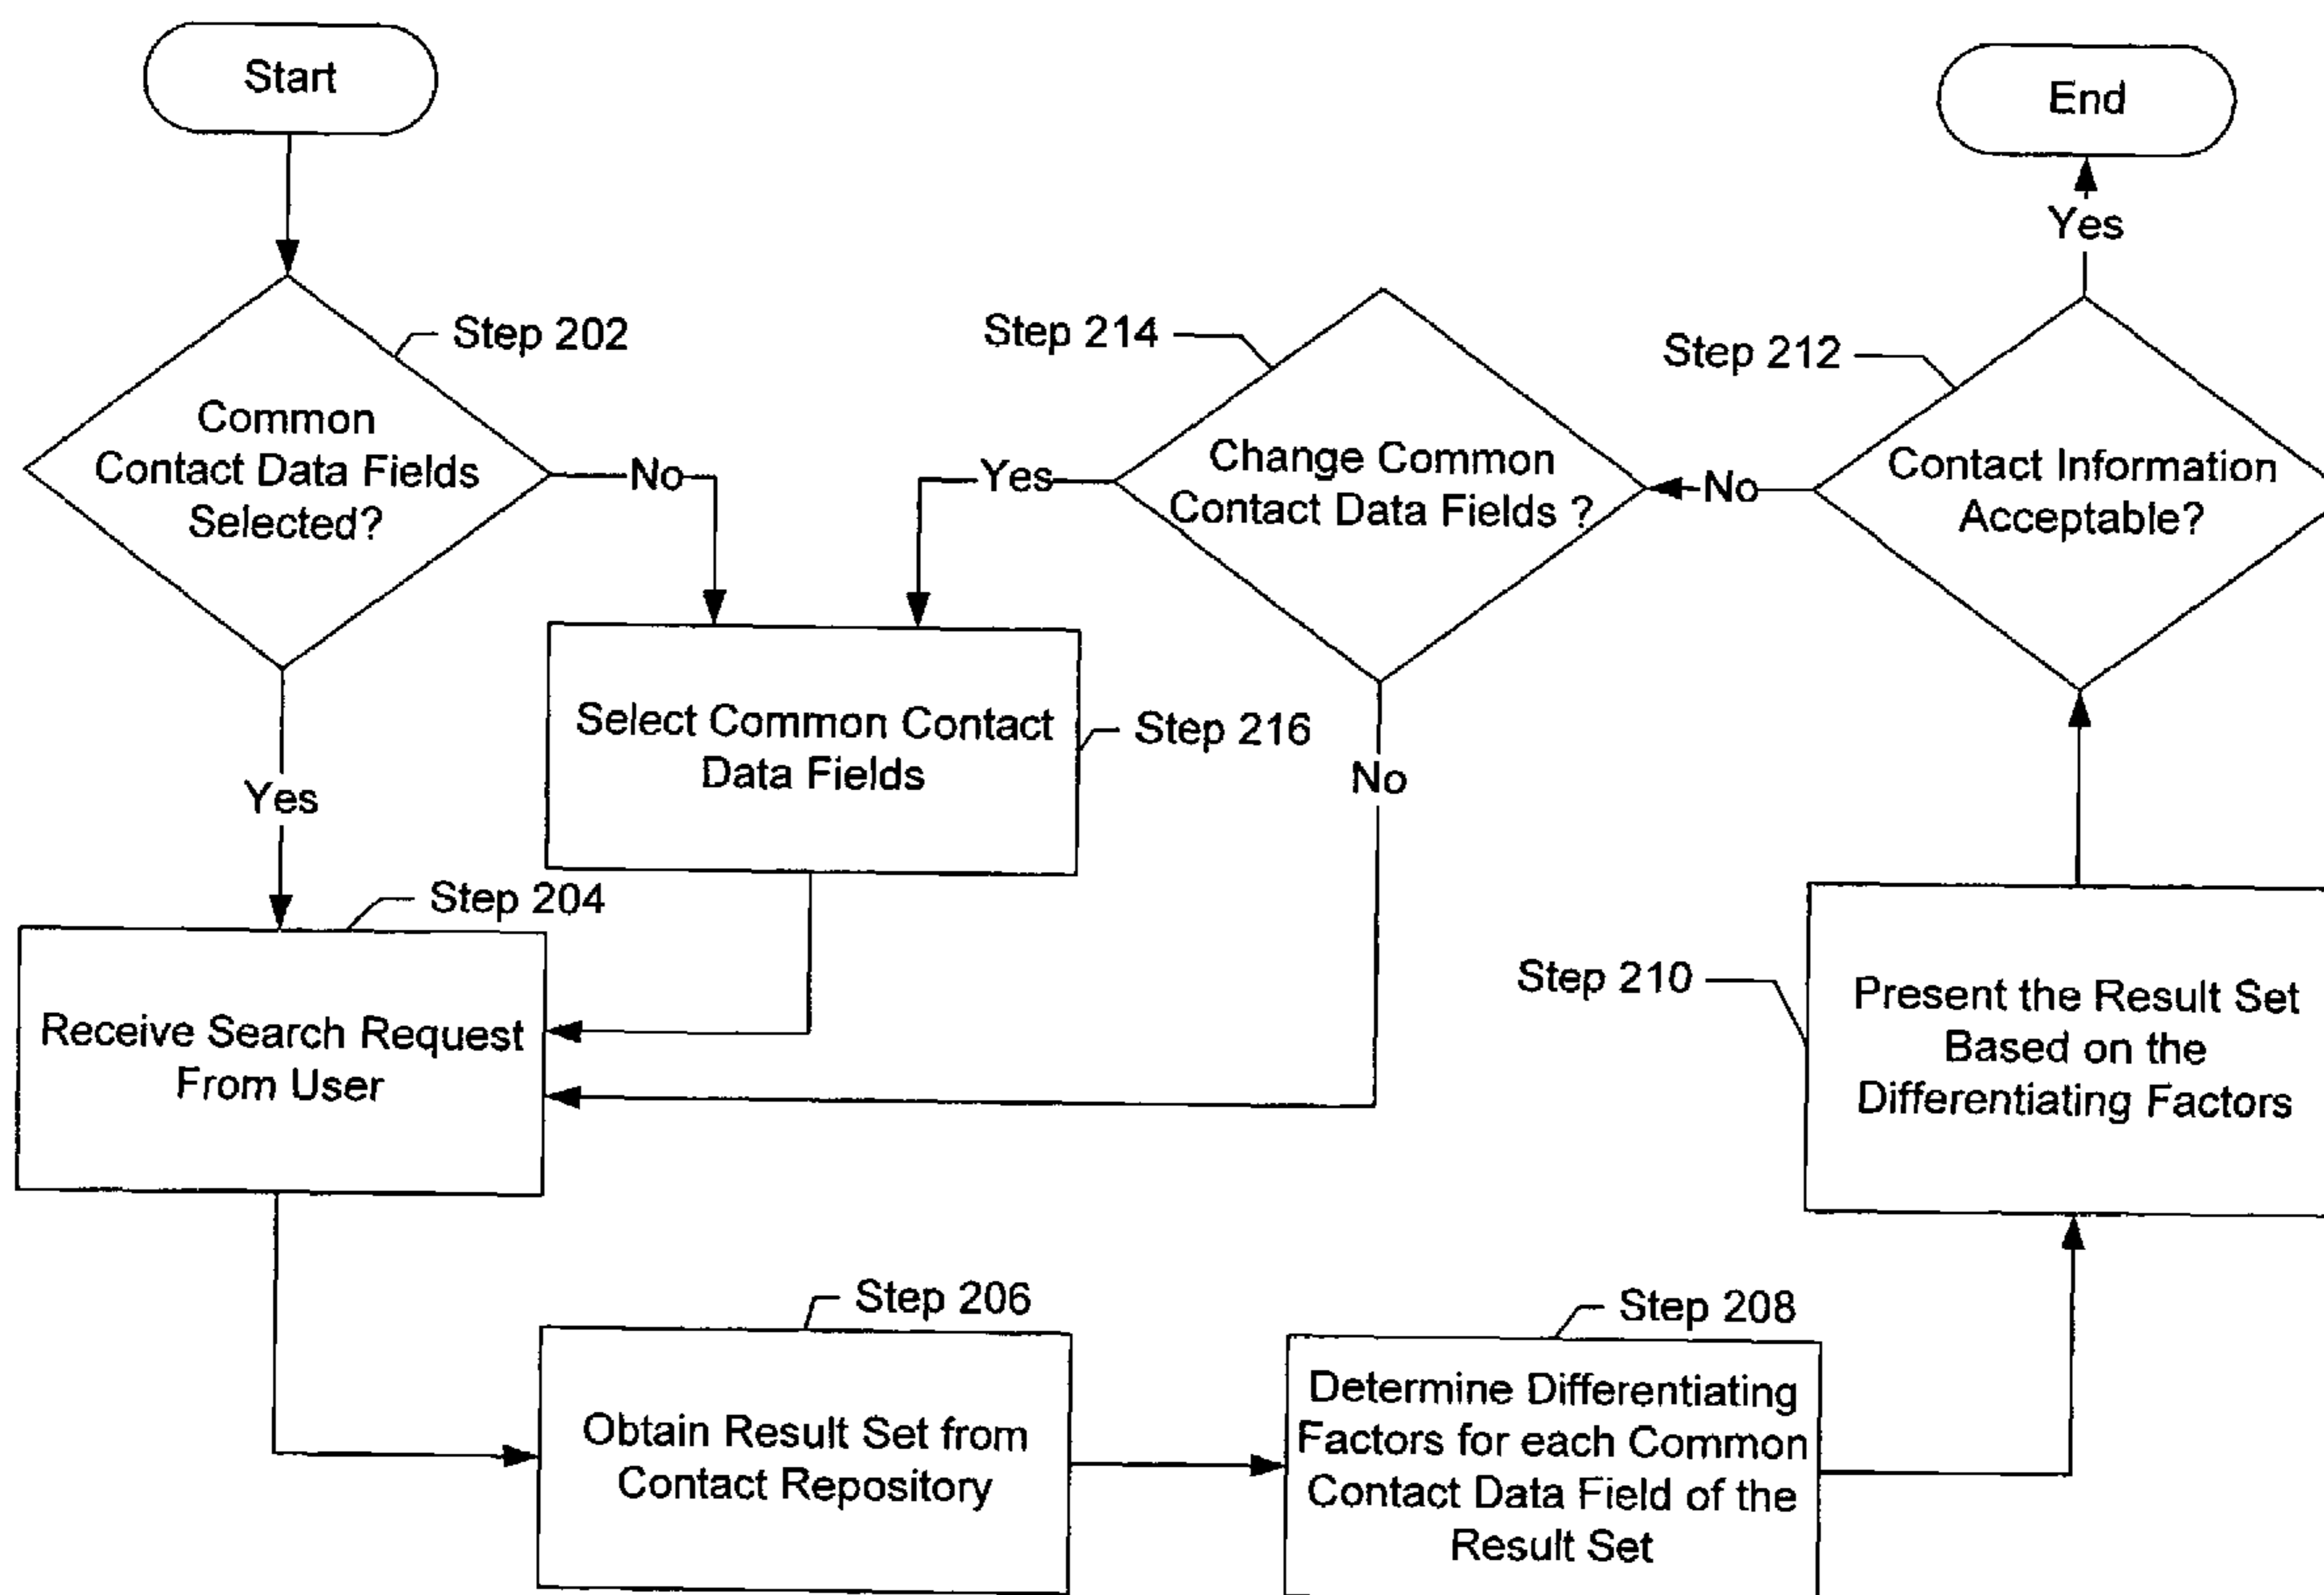 Start
End
Yes
Step 202
Step 214
Step 212
Common
Contact Data Fields
Selected?
No
Yes
Change Common
Contact Data Fields ?
No
Contact Information
Acceptable?
Select Common Contact
Data Fields
Step 216
Yes
No
Step 204
Receive Search Request
From User
Step 210
Present the Result Set
Based on the
Differentiating Factors
Step 206
Obtain Result Set from
Contact Repository
Step 208
Determine Differentiating
Factors for each Common
Contact Data Field of the
Result Set